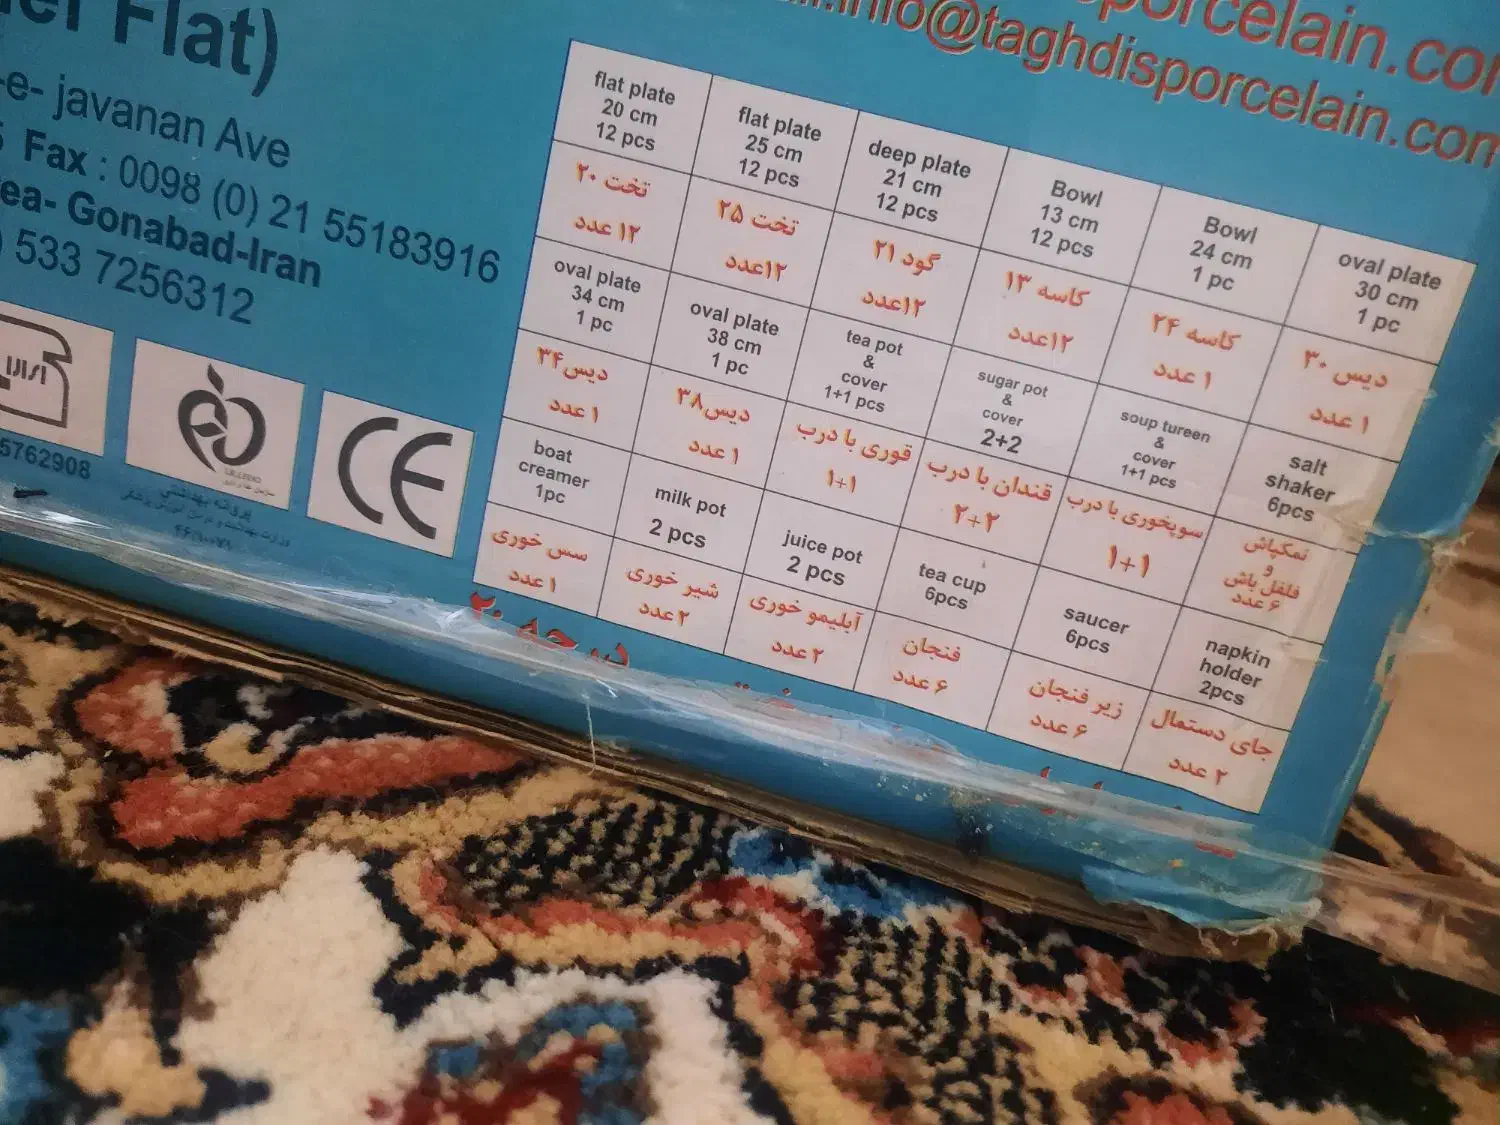 Flat)
porcelain.com
info@taghdisporcelain.com
-e- javanan Ave
Fax : 0098 (0) 21 55183916
Gonabad-Iran
533 7256312
5762908
CE
flat plate
20 cm
12 pcs
flat plate
25 cm
12 pcs
deep plate
21 cm
12 pcs
Bowl
13 cm
12 pcs
Bowl
24 cm
1 pc
oval plate
30 cm
1 pc
تخت ۲۰
۱۲ عدد
تخت ۲۵
۱۲عدد
گود ۲۱
۱۲عدد
کاسه ۱۳
۱۲عدد
کاسه ۲۴
۱ عدد
دیس ۳۰
۱ عدد
oval plate
34 cm
1 pc
oval plate
38 cm
1 pc
tea pot
&
cover
1+1 pcs
sugar pot
&
cover
2+2
soup tureen
&
cover
1+1 pcs
salt
shaker
6pcs
دیس۳۴
۱ عدد
دیس۳۸
۱ عدد
قوری با درب
۱+۱
قندان با درب
۲+۲
سوپخوری با درب
۱+۱
نمکپاش
و
فلفل پاش
۶ عدد
boat
creamer
1pc
milk pot
2 pcs
juice pot
2 pcs
tea cup
6pcs
saucer
6pcs
napkin
holder
2pcs
سس خوری
۱ عدد
شیر خوری
۲ عدد
آبلیمو خوری
۲ عدد
فنجان
۶ عدد
زیر فنجان
۶ عدد
جای دستمال
۲ عدد
پروانه بهداشتی